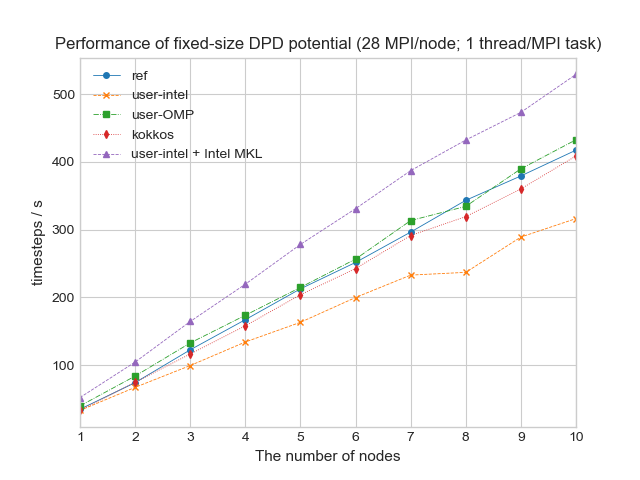 Performance of fixed-size DPD potential (28 MPI/node; 1 thread/MPI task)
ref
user-intel
user-OMP
kokkos
user-intel + Intel MKL
500
400
300
200
100
timesteps / s
1 2 3 4 5 6 7 8 9 10
The number of nodes